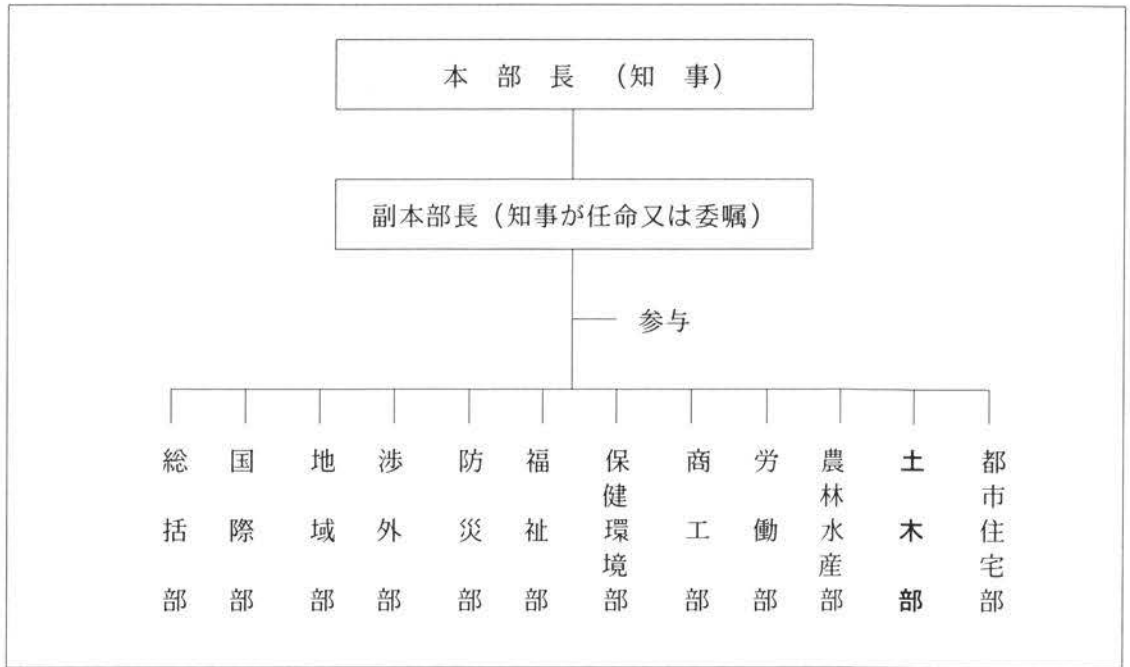 本部長（知事）
副本部長（知事が任命又は委嘱）
参与
総括部
国際部
地域部
渉外部
防災部
福祉部
保健環境部
商工部
労働部
農林水産部
土木部
都市住宅部